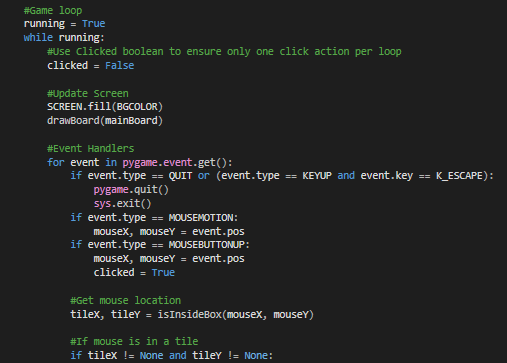 #Game loop
running = True
while running:
    #Use Clicked boolean to ensure only one click action per loop
    clicked = False

    #Update Screen
    SCREEN.fill(BGCOLOR)
    drawBoard(mainBoard)

    #Event Handlers
    for event in pygame.event.get():
        if event.type == QUIT or (event.type == KEYUP and event.key == K_ESCAPE):
            pygame.quit()
            sys.exit()
        if event.type == MOUSEMOTION:
            mouseX, mouseY = event.pos
        if event.type == MOUSEBUTTONUP:
            mouseX, mouseY = event.pos
            clicked = True

        #Get mouse location
        tileX, tileY = isInsideBox(mouseX, mouseY)

        #If mouse is in a tile
        if tileX != None and tileY != None: